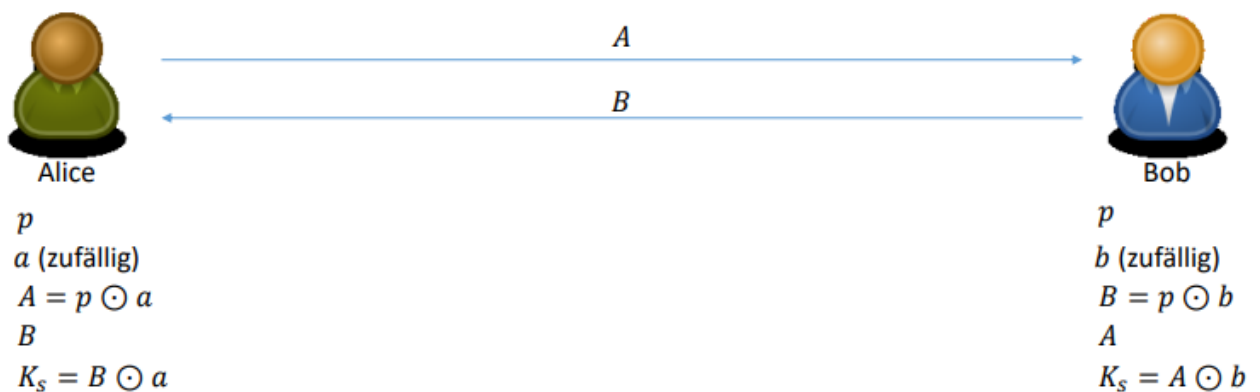 A
B
Alice
Bob
p
a (zufällig)
A = p ⊙ a
B
K_s = B ⊙ a
p
b (zufällig)
B = p ⊙ b
A
K_s = A ⊙ b